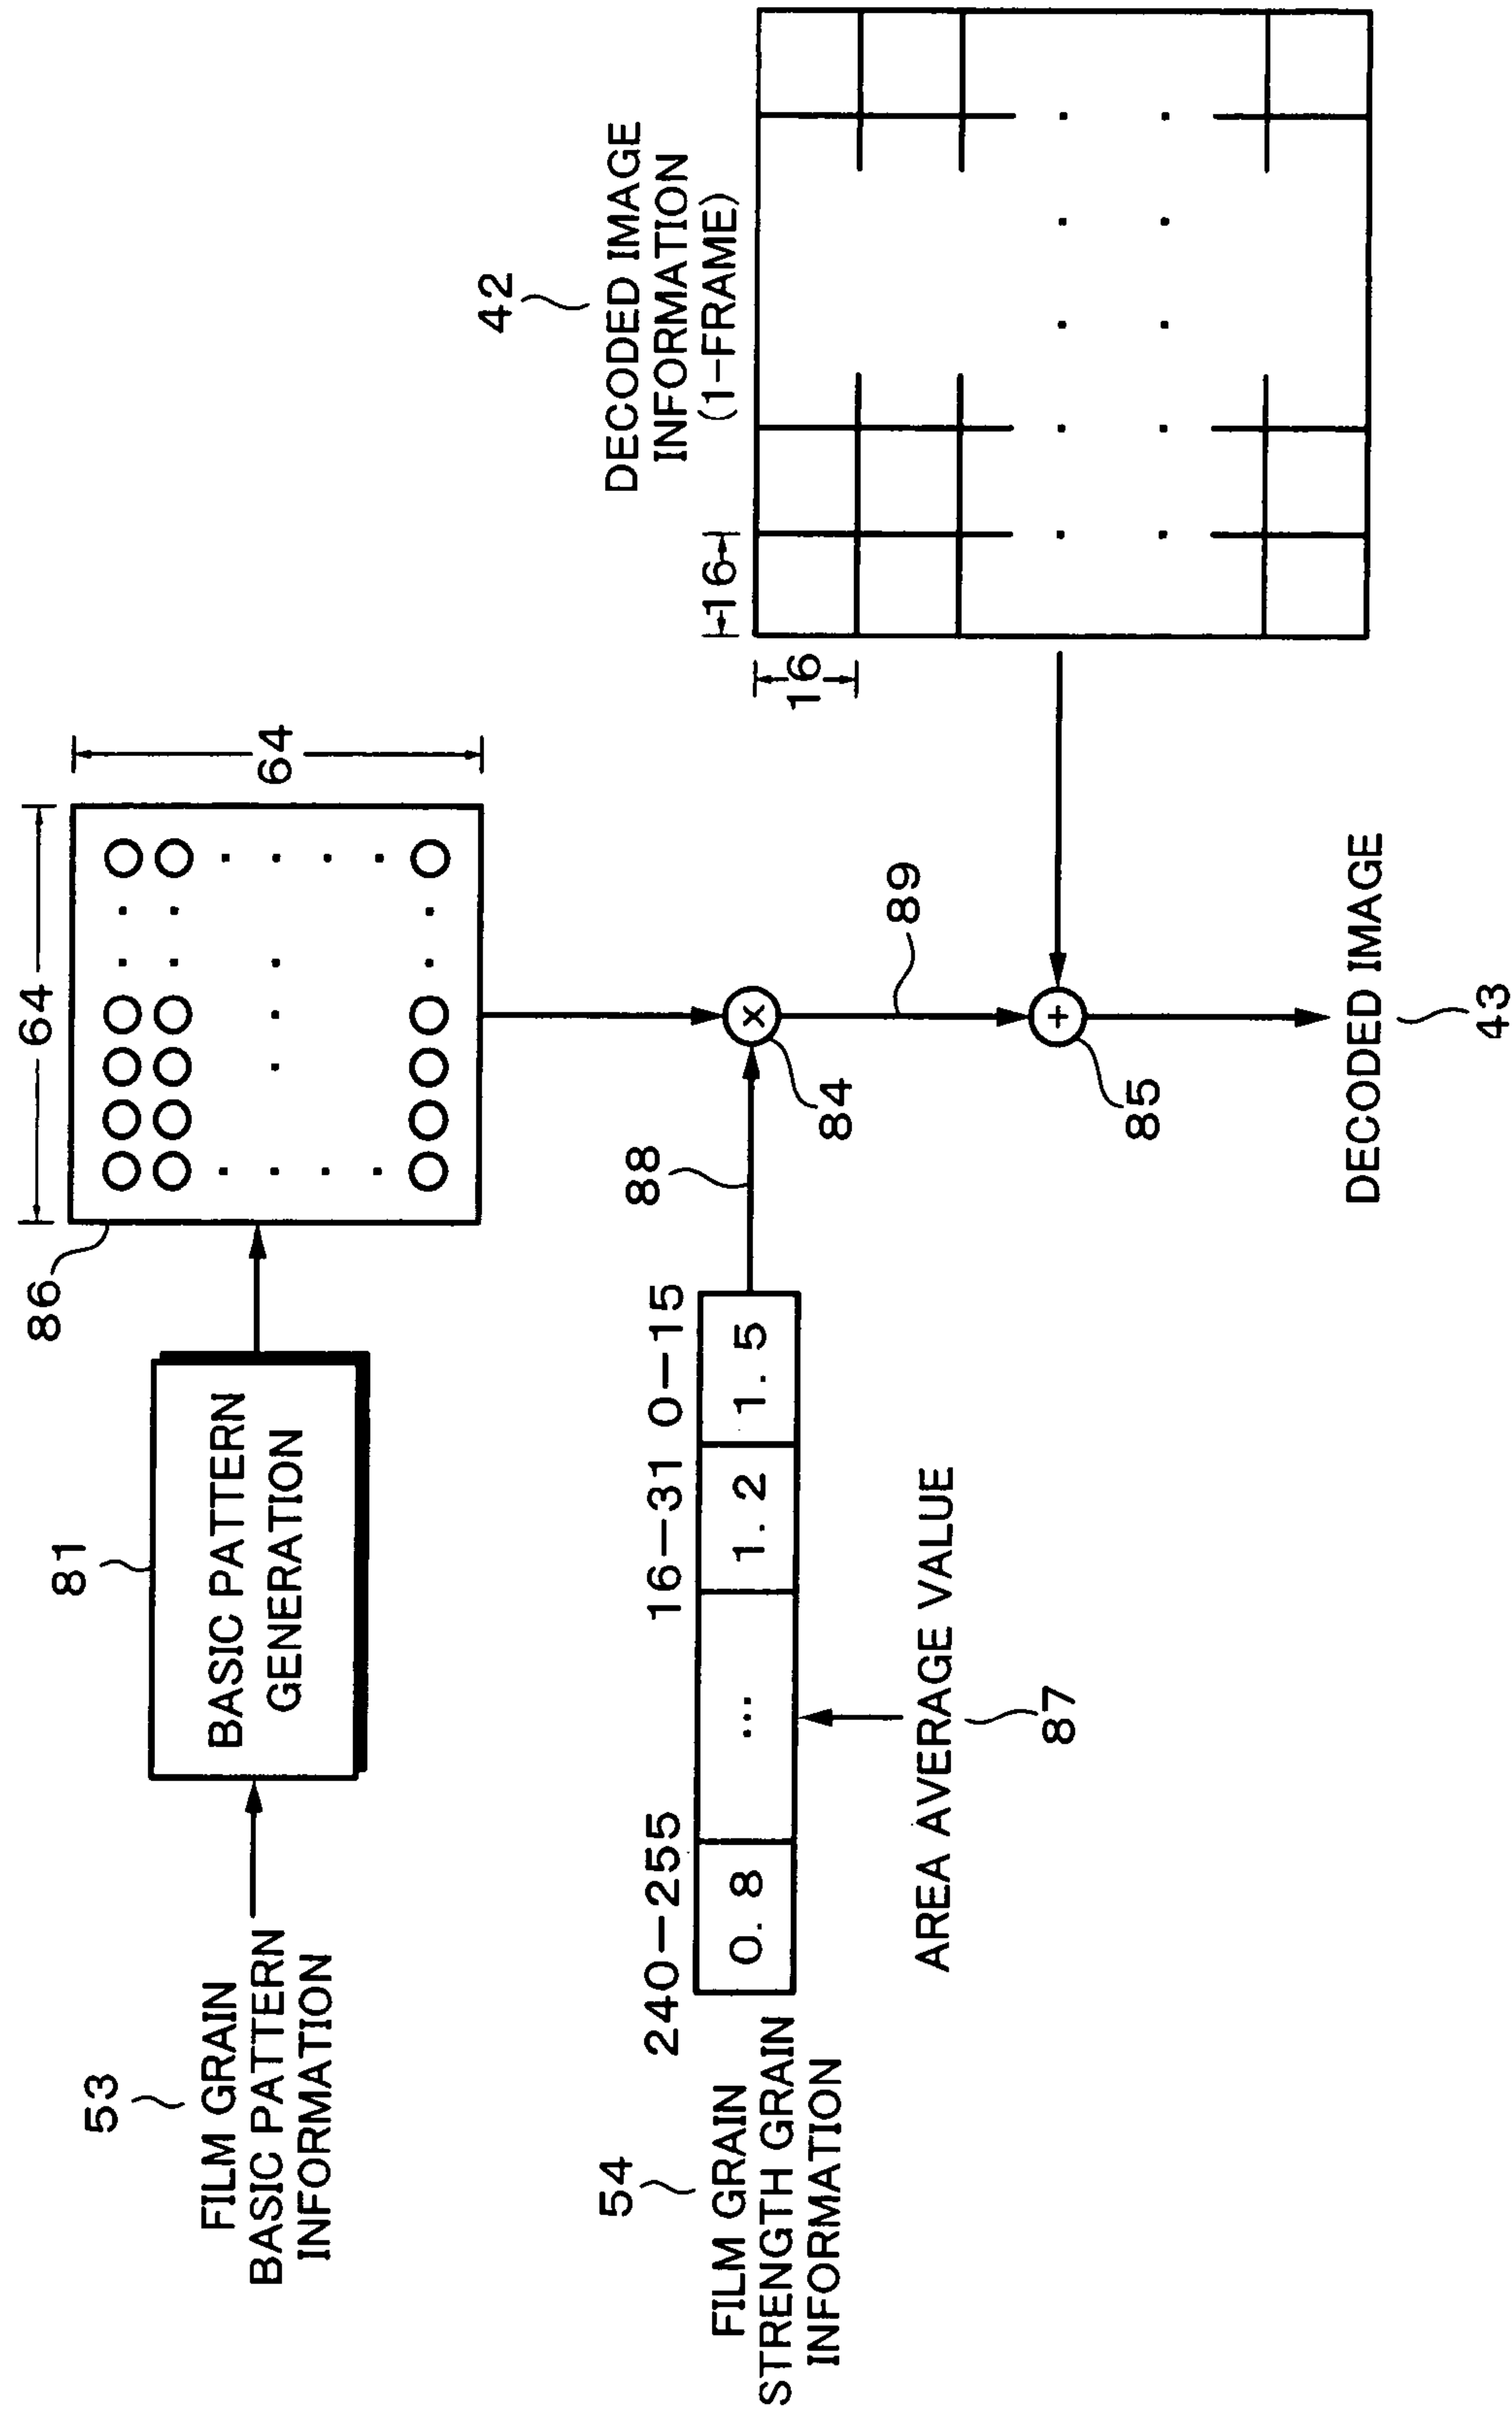 53
FILM GRAIN
BASIC PATTERN
INFORMATION
81
BASIC PATTERN
GENERATION
86
64
64
54
FILM GRAIN
STRENGTH GRAIN
INFORMATION
240-255
16-31
0-15
0. 8
...
1. 2
1. 5
AREA AVERAGE VALUE
87
88
×
84
89
+
85
42
DECODED IMAGE
INFORMATION
(1-FRAME)
16
16
DECODED IMAGE
43